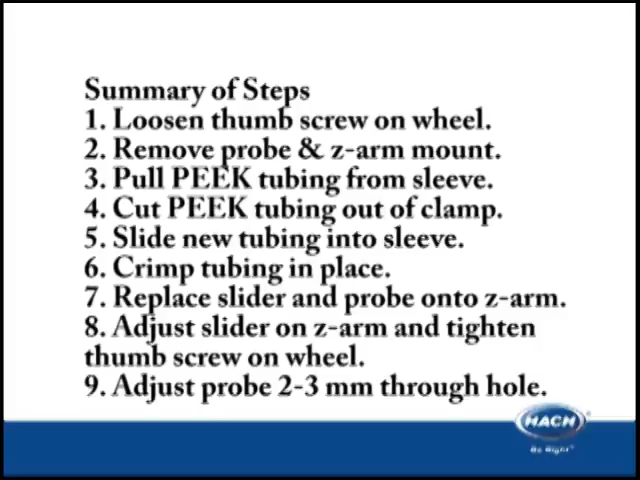 Summary of Steps
1. Loosen thumb screw on wheel.
2. Remove probe & z-arm mount.
3. Pull PEEK tubing from sleeve.
4. Cut PEEK tubing out of clamp.
5. Slide new tubing into sleeve.
6. Crimp tubing in place.
7. Replace slider and probe onto z-arm.
8. Adjust slider on z-arm and tighten
thumb screw on wheel.
9. Adjust probe 2-3 mm through hole.
HACH
Be Right